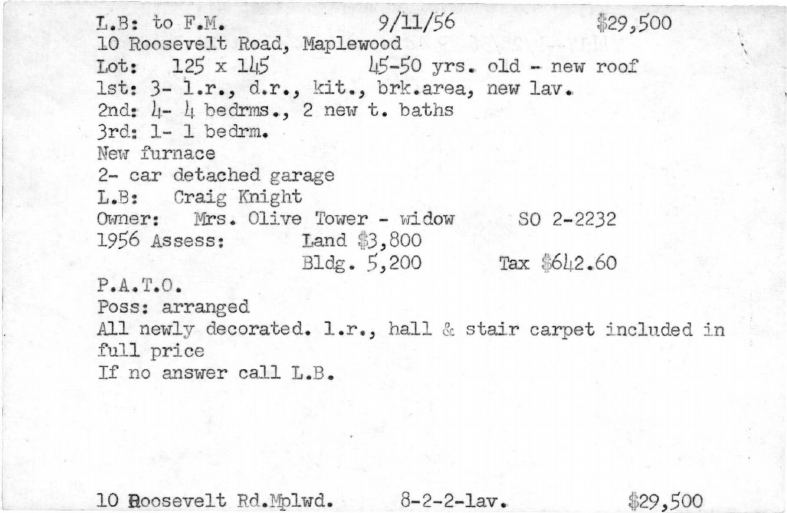 L.B: to F.M. 9/11/56 $29,500
10 Roosevelt Road, Maplewood
Lot: 125 x 145 45-50 yrs. old - new roof
1st: 3- l.r., d.r., kit., brk.area, new lav.
2nd: 4- 4 bedrms., 2 new t. baths
3rd: 1- 1 bedrm.
New furnace
2- car detached garage
L.B: Craig Knight
Owner: Mrs. Olive Tower - widow SO 2-2232
1956 Assess: Land $3,800
Bldg. 5,200 Tax $642.60
P.A.T.O.
Poss: arranged
All newly decorated. l.r., hall & stair carpet included in
full price
If no answer call L.B.
10 Roosevelt Rd.Mplwd. 8-2-2-lav. $29,500